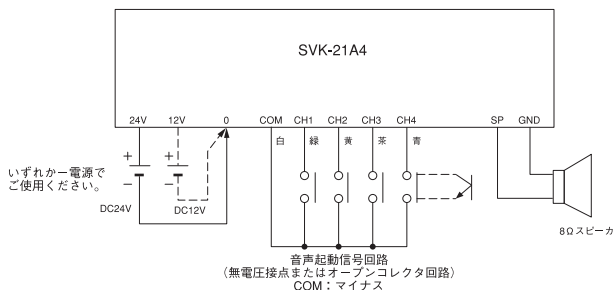 SVK-21A4
24V 12V 0 COM CH1 CH2 CH3 CH4 SP GND
白 緑 黄 茶 青
+ +
いずれか一電源で
ご使用ください。
- -
DC24V DC12V
8Ωスピーカ
音声起動信号回路
(無電圧接点またはオープンコレクタ回路)
COM:マイナス